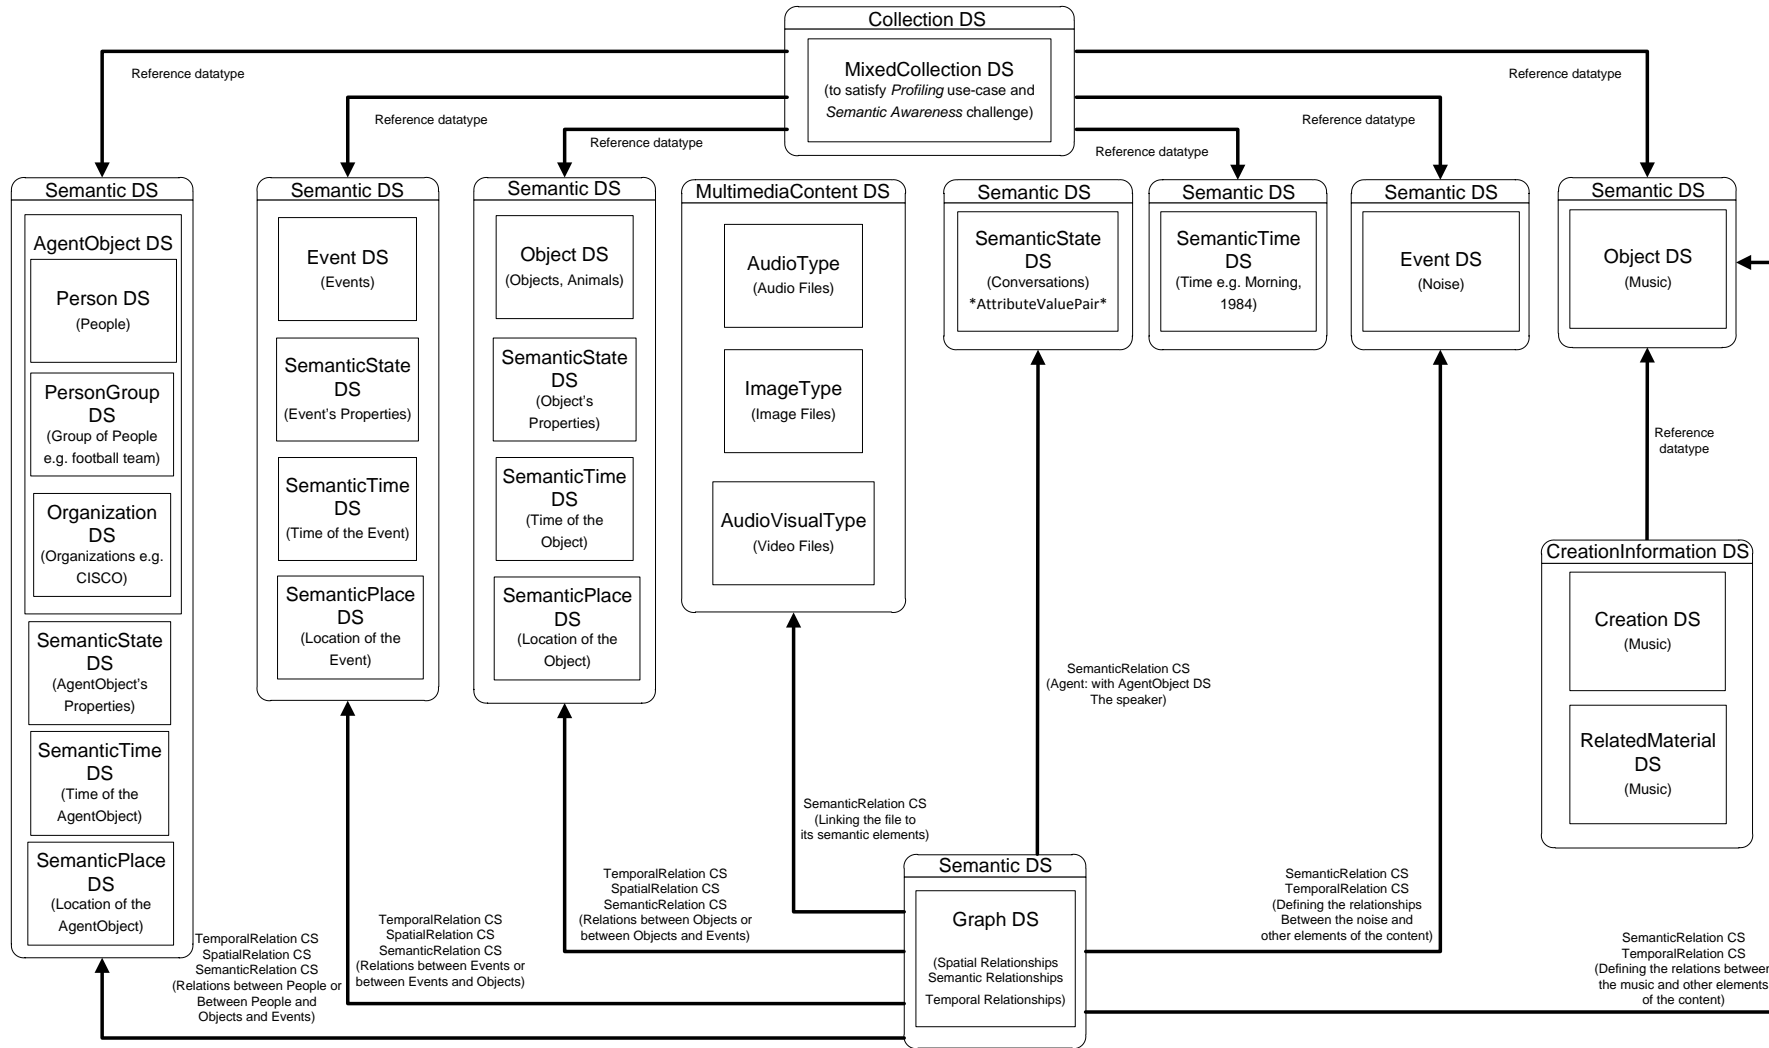 Collection DS
MixedCollection DS
(to satisfy Profiling use-case and
Semantic Awareness challenge)
Reference datatype
Reference datatype
Reference datatype
Reference datatype
Reference datatype
Reference datatype
Semantic DS
AgentObject DS
Person DS
(People)
PersonGroup
DS
(Group of People
e.g. football team)
Organization
DS
(Organizations e.g.
CISCO)
SemanticState
DS
(AgentObject's
Properties)
SemanticTime
DS
(Time of the
AgentObject)
SemanticPlace
DS
(Location of the
AgentObject)
Semantic DS
Event DS
(Events)
SemanticState
DS
(Event's Properties)
SemanticTime
DS
(Time of the Event)
SemanticPlace
DS
(Location of the
Event)
Semantic DS
Object DS
(Objects, Animals)
SemanticState
DS
(Object's
Properties)
SemanticTime
DS
(Time of the
Object)
SemanticPlace
DS
(Location of the
Object)
MultimediaContent DS
AudioType
(Audio Files)
ImageType
(Image Files)
AudioVisualType
(Video Files)
Semantic DS
SemanticState
DS
(Conversations)
*AttributeValuePair*
Semantic DS
SemanticTime
DS
(Time e.g. Morning,
1984)
Semantic DS
Event DS
(Noise)
Semantic DS
Object DS
(Music)
Reference
datatype
CreationInformation DS
Creation DS
(Music)
RelatedMaterial
DS
(Music)
SemanticRelation CS
(Agent: with AgentObject DS
The speaker)
SemanticRelation CS
(Linking the file to
its semantic elements)
Semantic DS
Graph DS
(Spatial Relationships
Semantic Relationships
Temporal Relationships)
TemporalRelation CS
SpatialRelation CS
SemanticRelation CS
(Relations between People or
Between People and
Objects and Events)
TemporalRelation CS
SpatialRelation CS
SemanticRelation CS
(Relations between Events or
between Events and Objects)
TemporalRelation CS
SpatialRelation CS
SemanticRelation CS
(Relations between Objects or
between Objects and Events)
SemanticRelation CS
TemporalRelation CS
(Defining the relationships
Between the noise and
other elements of the content)
SemanticRelation CS
TemporalRelation CS
(Defining the relations between
the music and other elements
of the content)